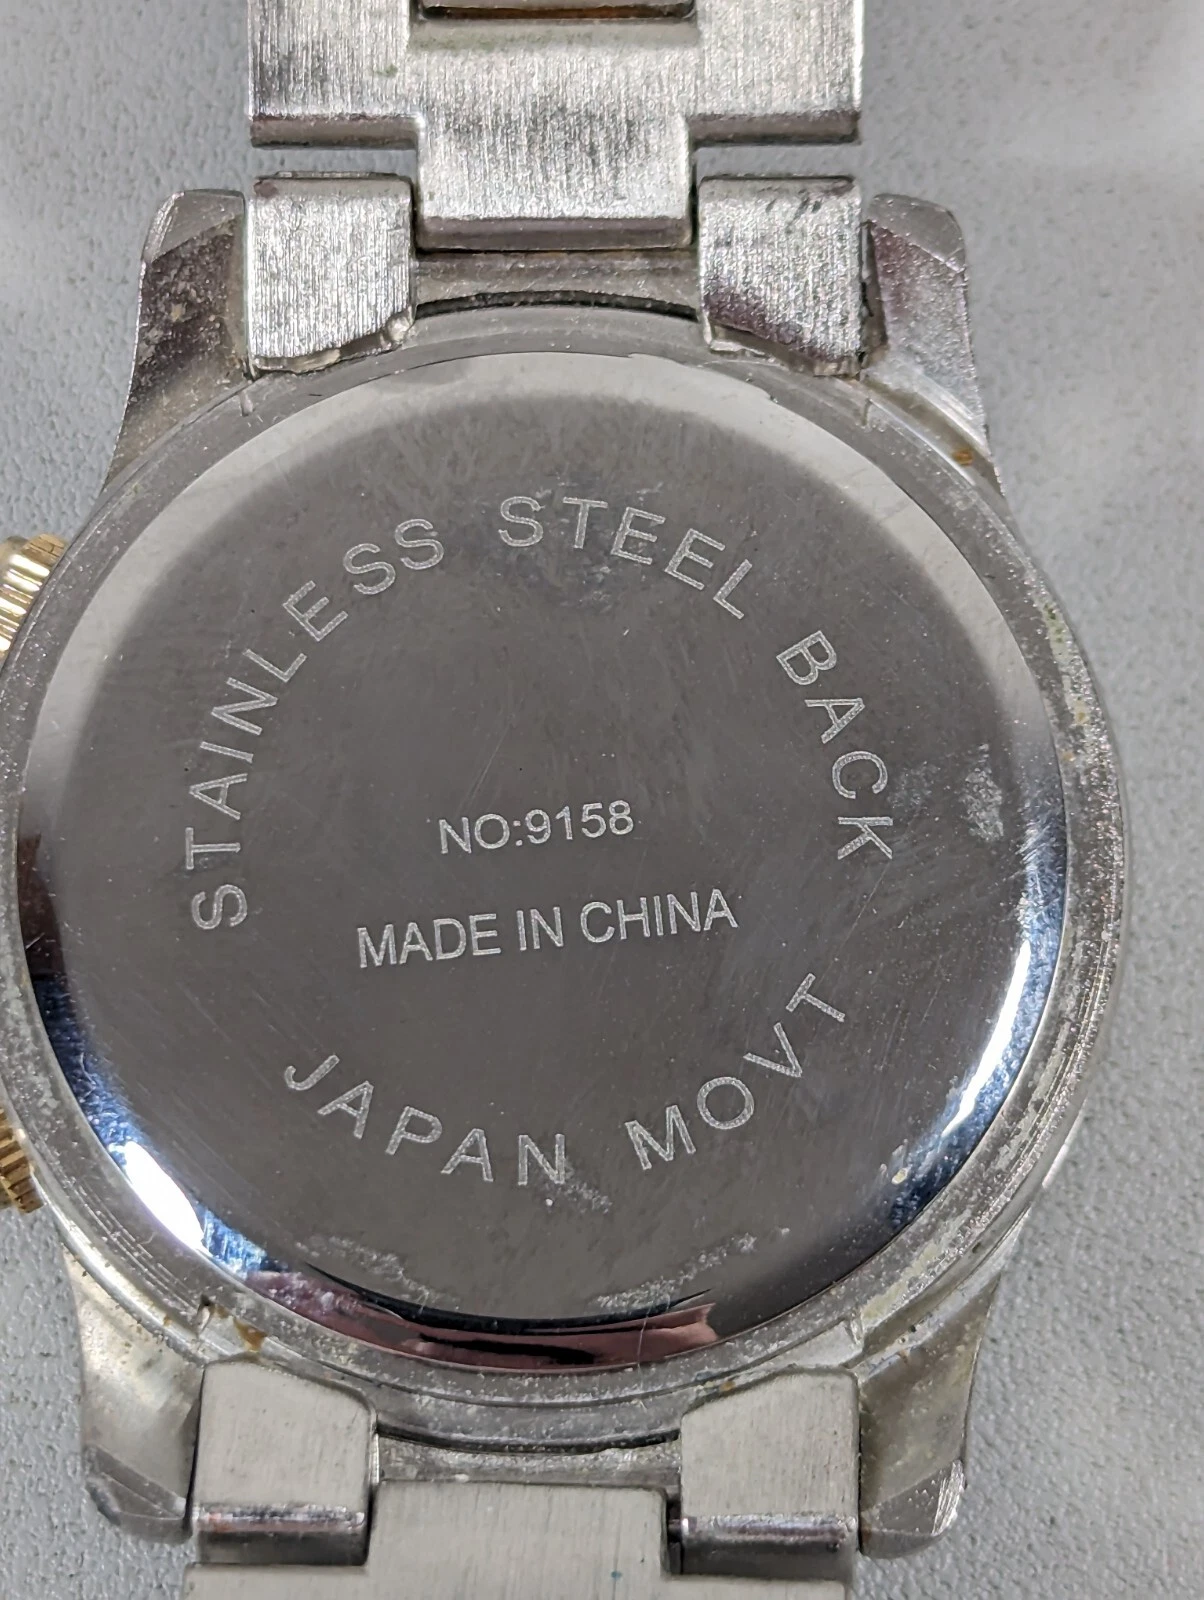 STAINLESS STEEL BACK
NO:9158
MADE IN CHINA
JAPAN MOVT